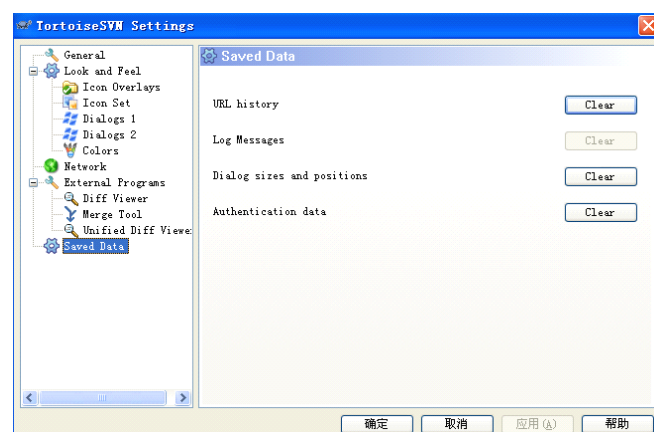 TortoiseSVN Settings
General
Look and Feel
Icon Overlays
Icon Set
Dialogs 1
Dialogs 2
Colors
Network
External Programs
Diff Viewer
Merge Tool
Unified Diff Viewe
Saved Data
Saved Data
URL history
Clear
Log Messages
Clear
Dialog sizes and positions
Clear
Authentication data
Clear
确定
取消
应用(A)
帮助